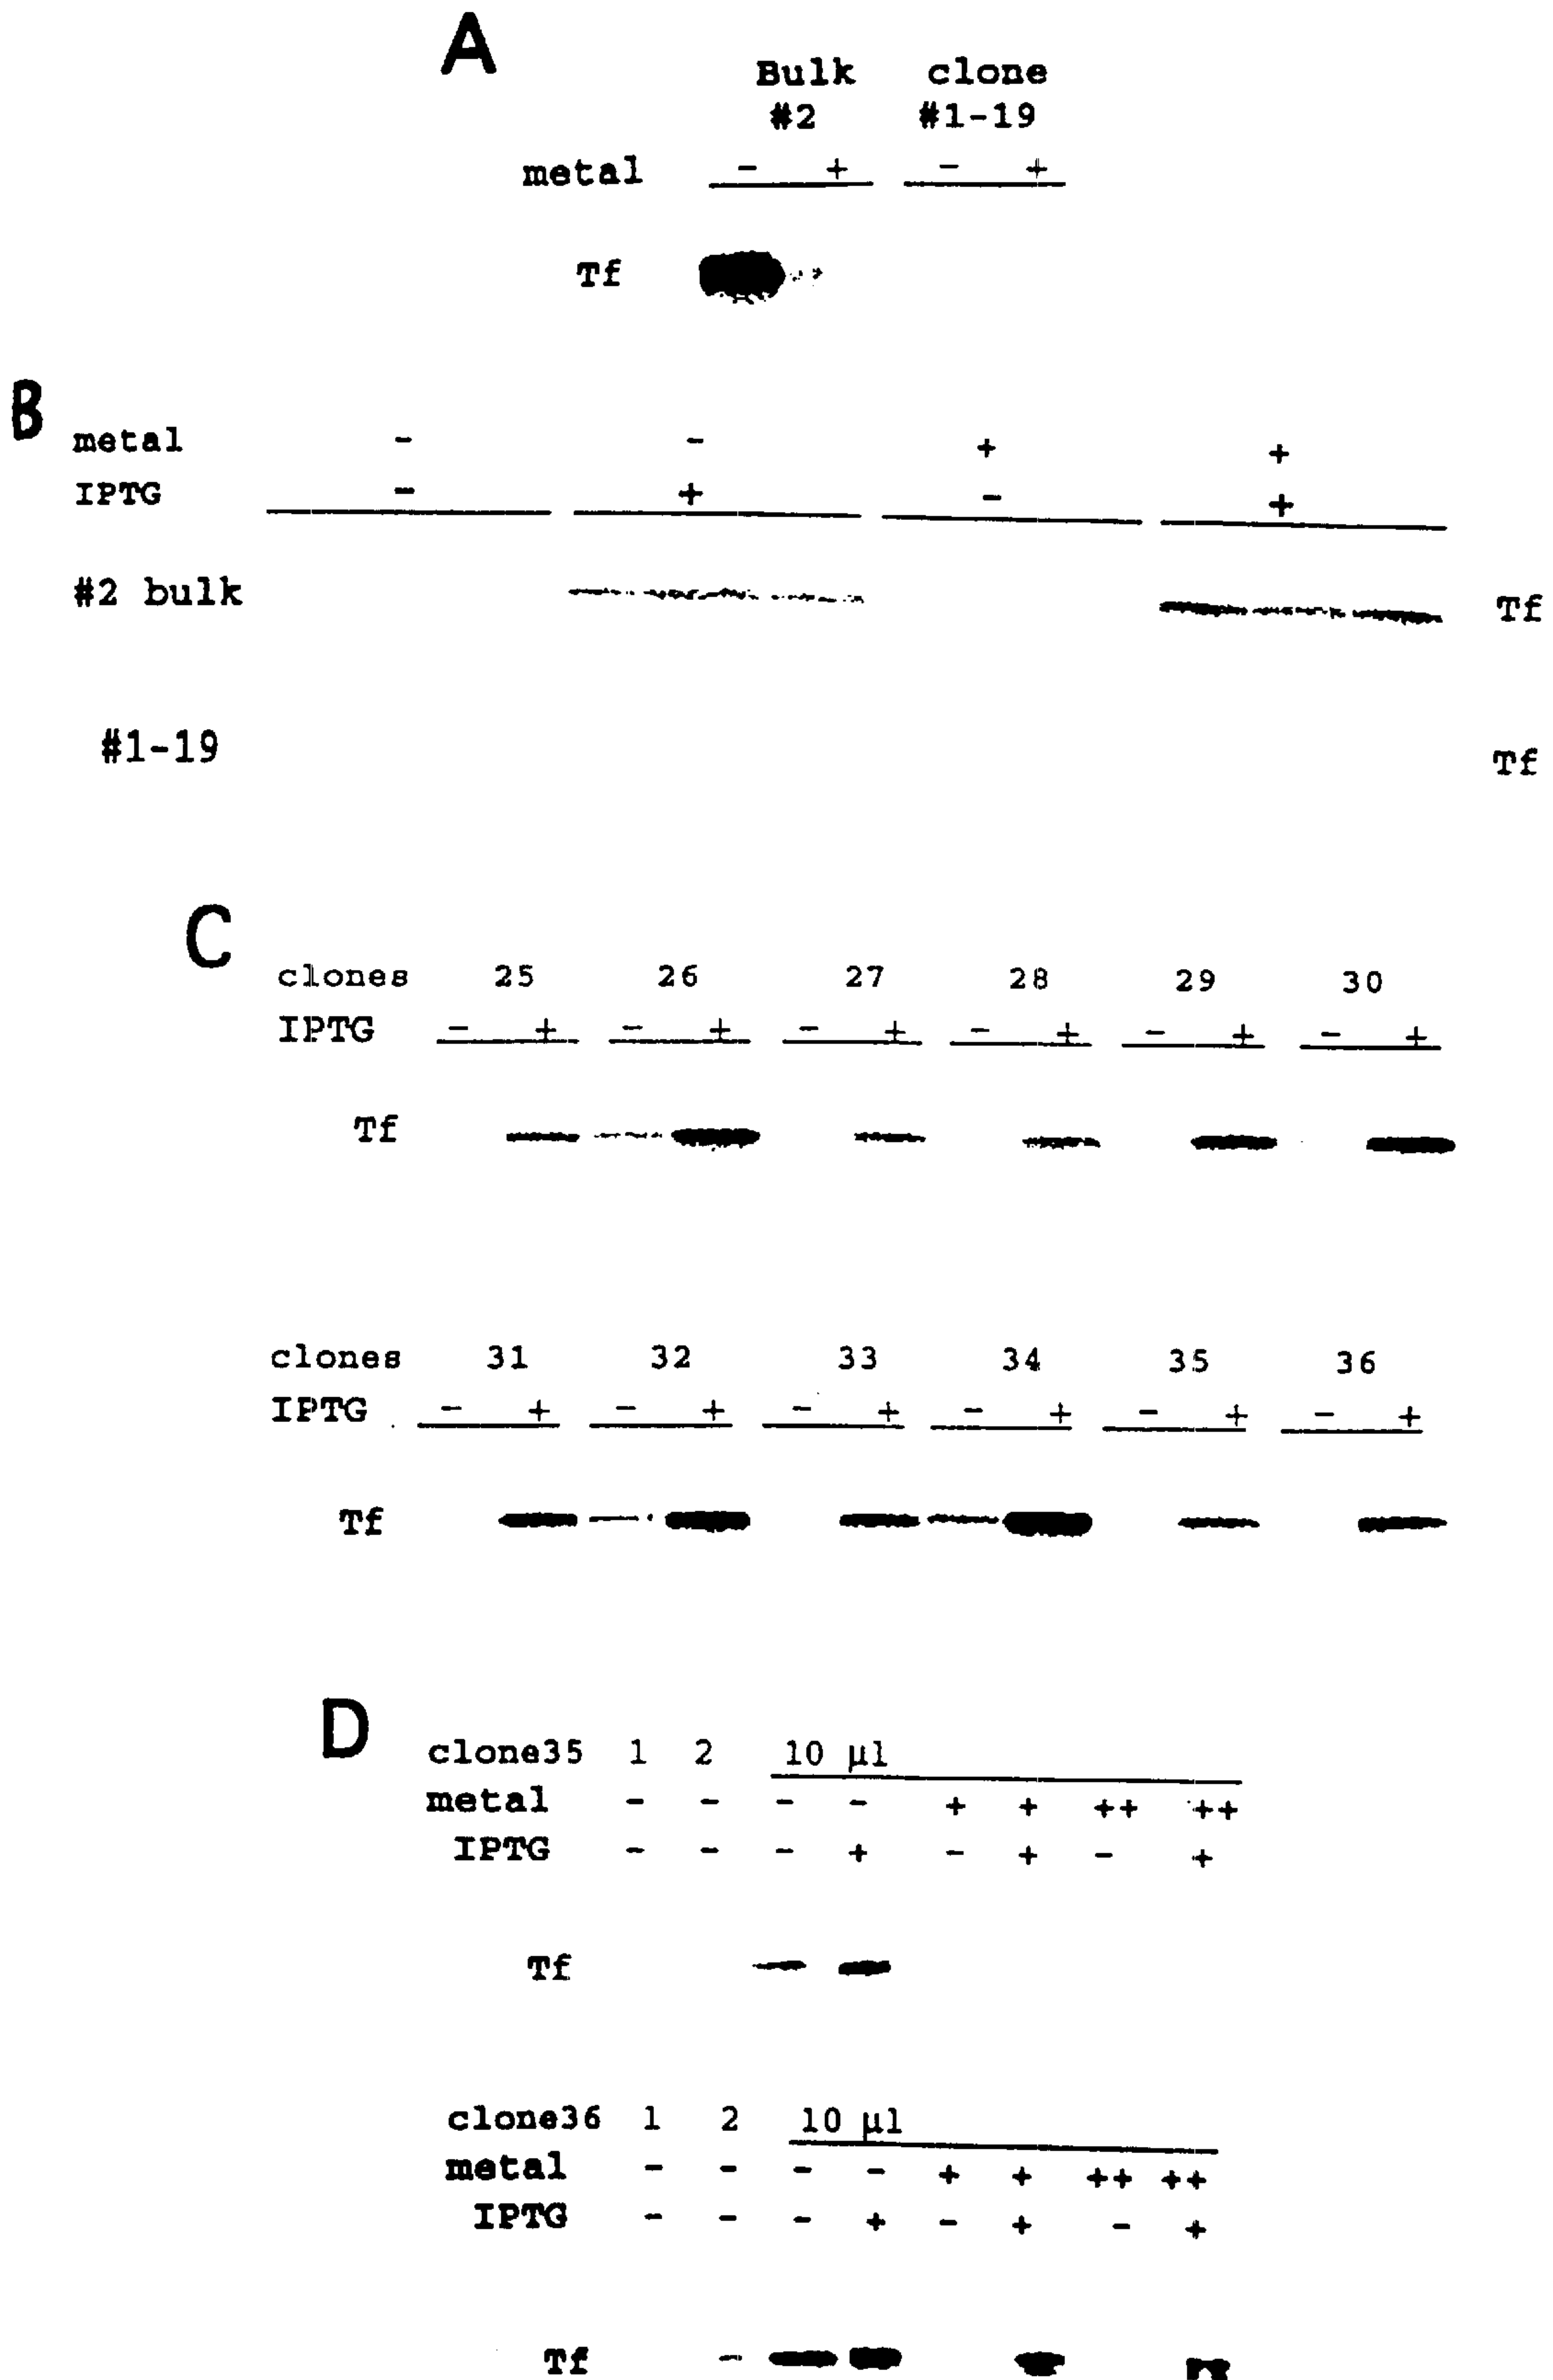 A
Bulk clone
#2 #1-19
metal - + - +
Tf
B
metal - - + +
IPTG - + - +
#2 bulk Tf
#1-19 Tf
C
clones 25 26 27 28 29 30
IPTG - + - + - + - + - + - +
Tf
clones 31 32 33 34 35 36
IPTG - + - + - + - + - + - +
Tf
D
clone35 1 2 10 µl
metal - - - - + + ++ ++
IPTG - - - + - + - +
Tf
clone36 1 2 10 µl
metal - - - - + + ++ ++
IPTG - - - + - + - +
Tf